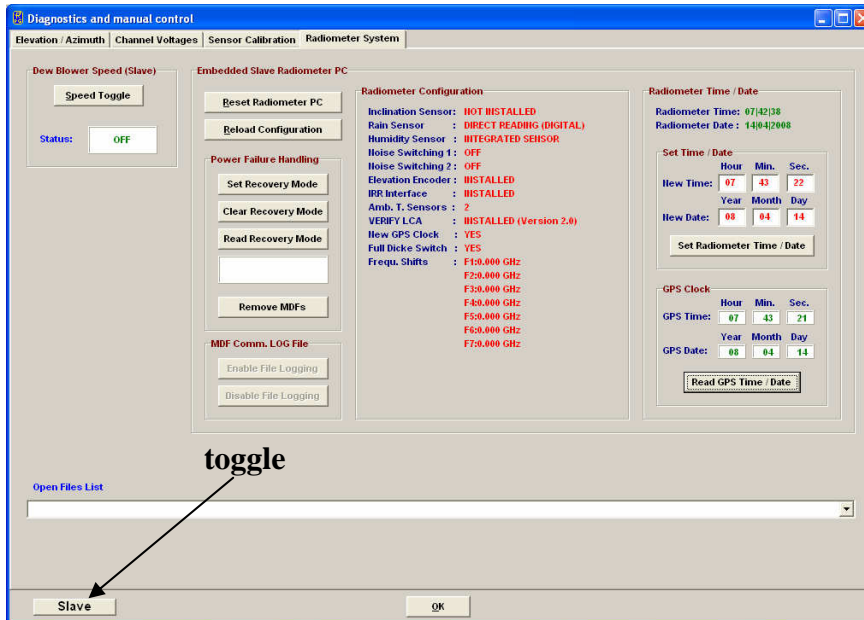 Diagnostics and manual control
Elevation / Azimuth Channel Voltages Sensor Calibration Radiometer System
Dew Blower Speed (Slave)
Speed Toggle
Status: OFF
Embedded Slave Radiometer PC
Reset Radiometer PC
Reload Configuration
Power Failure Handling
Set Recovery Mode
Clear Recovery Mode
Read Recovery Mode
Remove MDFs
MDF Comm. LOG File
Enable File Logging
Disable File Logging
Radiometer Configuration
Inclination Sensor: NOT INSTALLED
Rain Sensor : DIRECT READING (DIGITAL)
Humidity Sensor : INTEGRATED SENSOR
Noise Switching 1 : OFF
Noise Switching 2 : OFF
Elevation Encoder : INSTALLED
IRR Interface : INSTALLED
Amb. T. Sensors : 2
VERIFY LCA : INSTALLED (Version 2.0)
New GPS Clock : YES
Full Dicke Switch : YES
Frequ. Shifts : F1:0.000 GHz
F2:0.000 GHz
F3:0.000 GHz
F4:0.000 GHz
F5:0.000 GHz
F6:0.000 GHz
F7:0.000 GHz
Radiometer Time / Date
Radiometer Time: 07|42|38
Radiometer Date : 14|04|2008
Set Time / Date
Hour Min. Sec.
New Time: 07 43 22
Year Month Day
New Date: 08 04 14
Set Radiometer Time / Date
GPS Clock
Hour Min. Sec.
GPS Time: 07 43 21
Year Month Day
GPS Date: 08 04 14
Read GPS Time / Date
toggle
Open Files List
Slave
OK